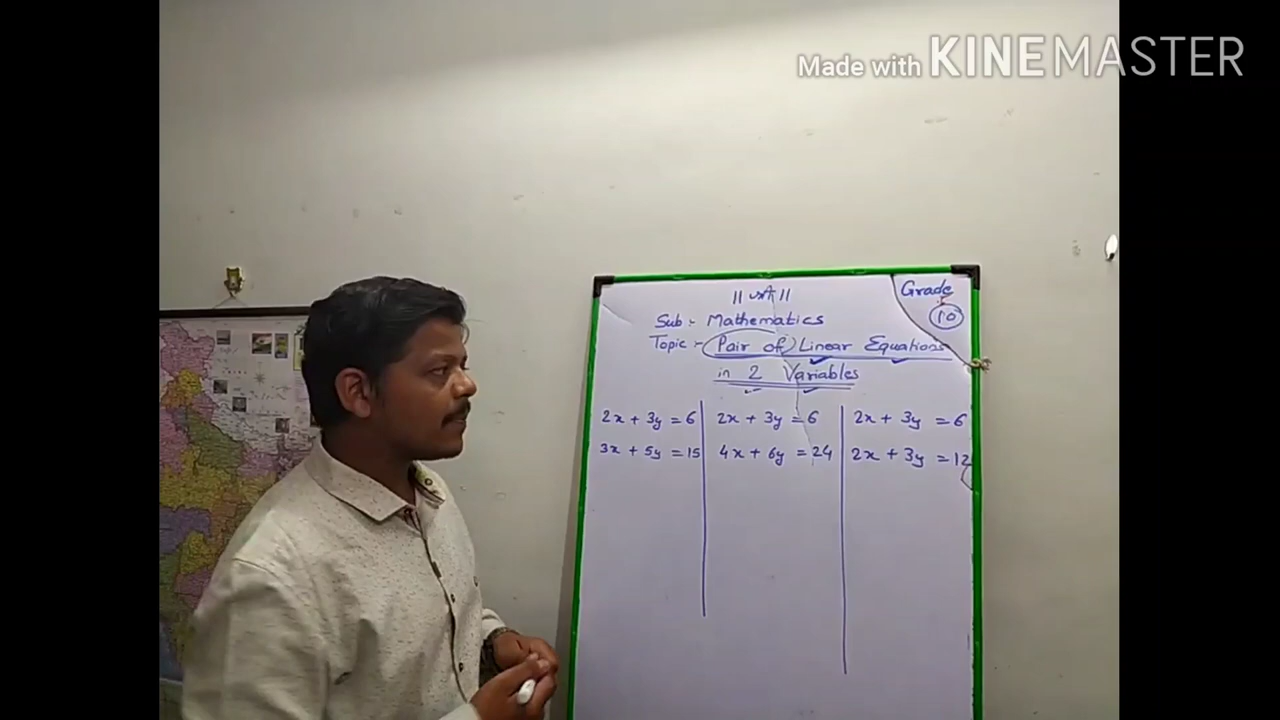 Made with KINEMASTER
Grade
10
Sub :- Mathematics
Topic :- Pair of Linear Equations
in 2 Variables
2x + 3y = 6
3x + 5y = 15
2x + 3y = 6
4x + 6y = 24
2x + 3y = 6
2x + 3y = 12